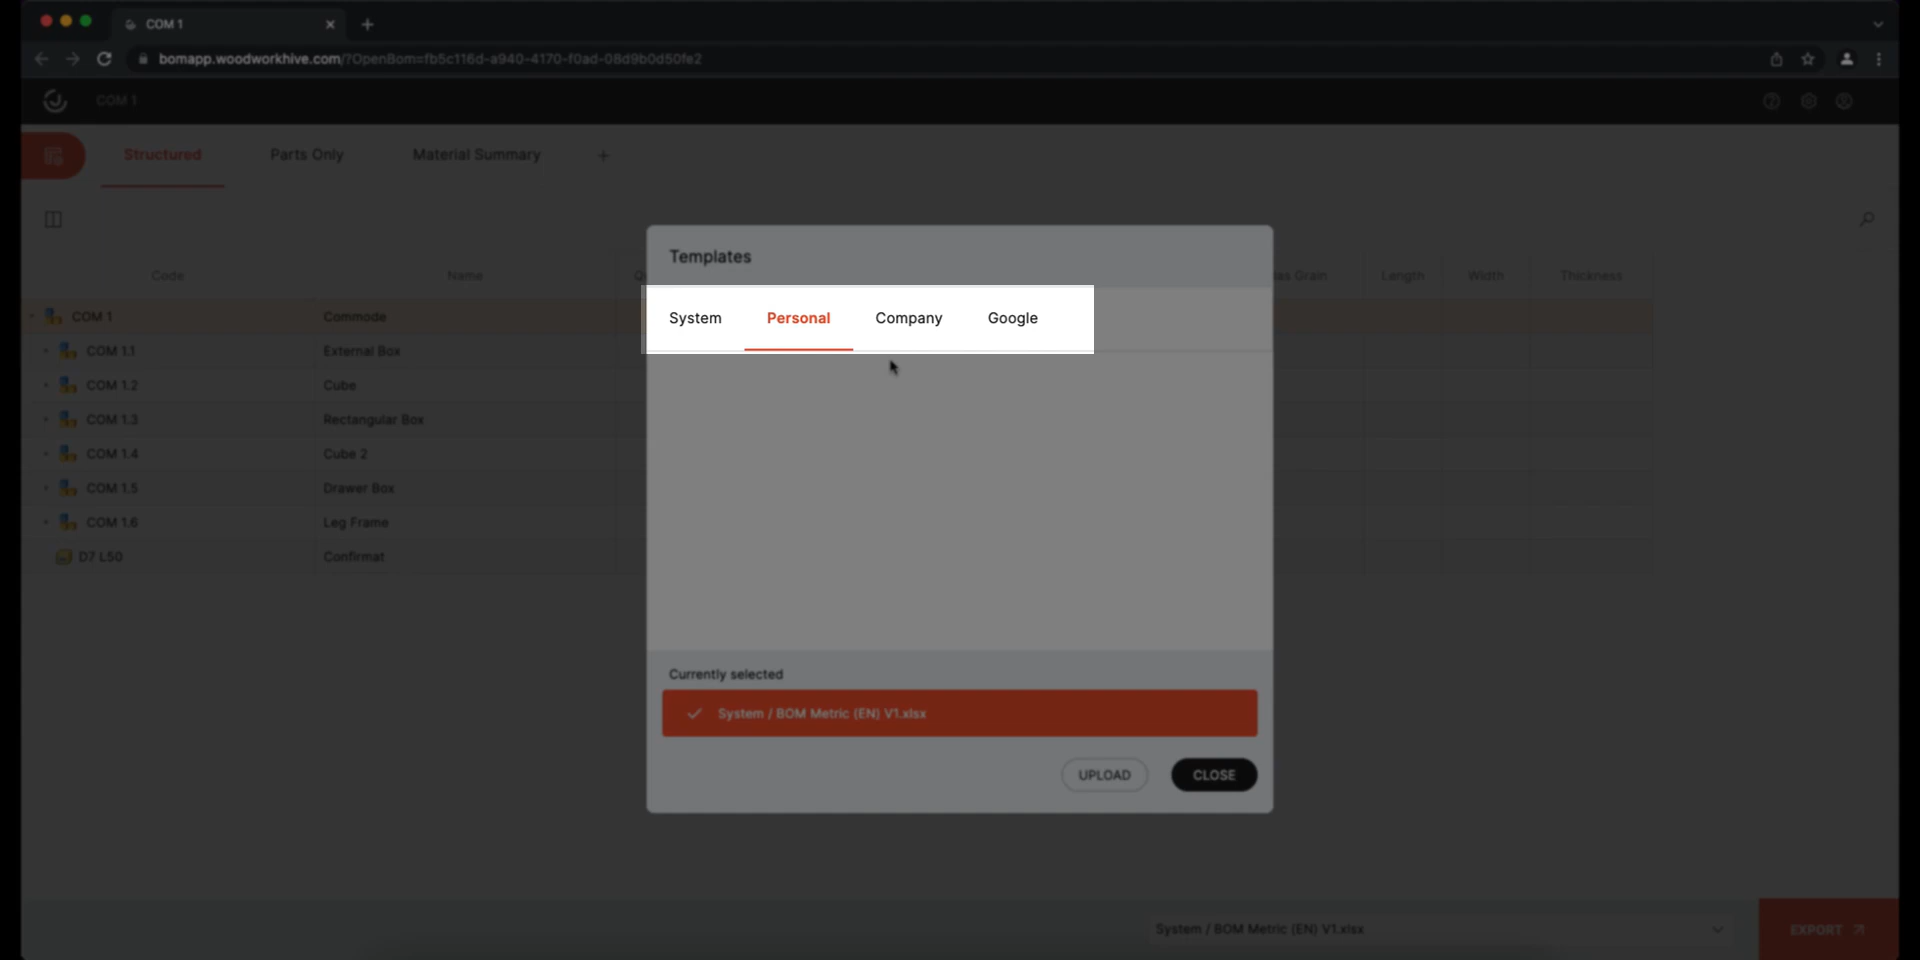 COM 1
bomapp.woodworkhive.com/?OpenBom=fb5c116d-a940-4170-f0ad-08d9b0d50fe2
COM 1
Structured Parts Only Material Summary
Templates
Code Name Grain Length Width Thickness
System Personal Company Google
COM 1 Commode
COM 1.1 External Box
COM 1.2 Cube
COM 1.3 Rectangular Box
COM 1.4 Cube 2
COM 1.5 Drawer Box
COM 1.6 Leg Frame
D7 L50 Confirmat
Currently selected
System / BOM Metric (EN) V1.xlsx
UPLOAD CLOSE
System / BOM Metric (EN) V1.xlsx EXPORT